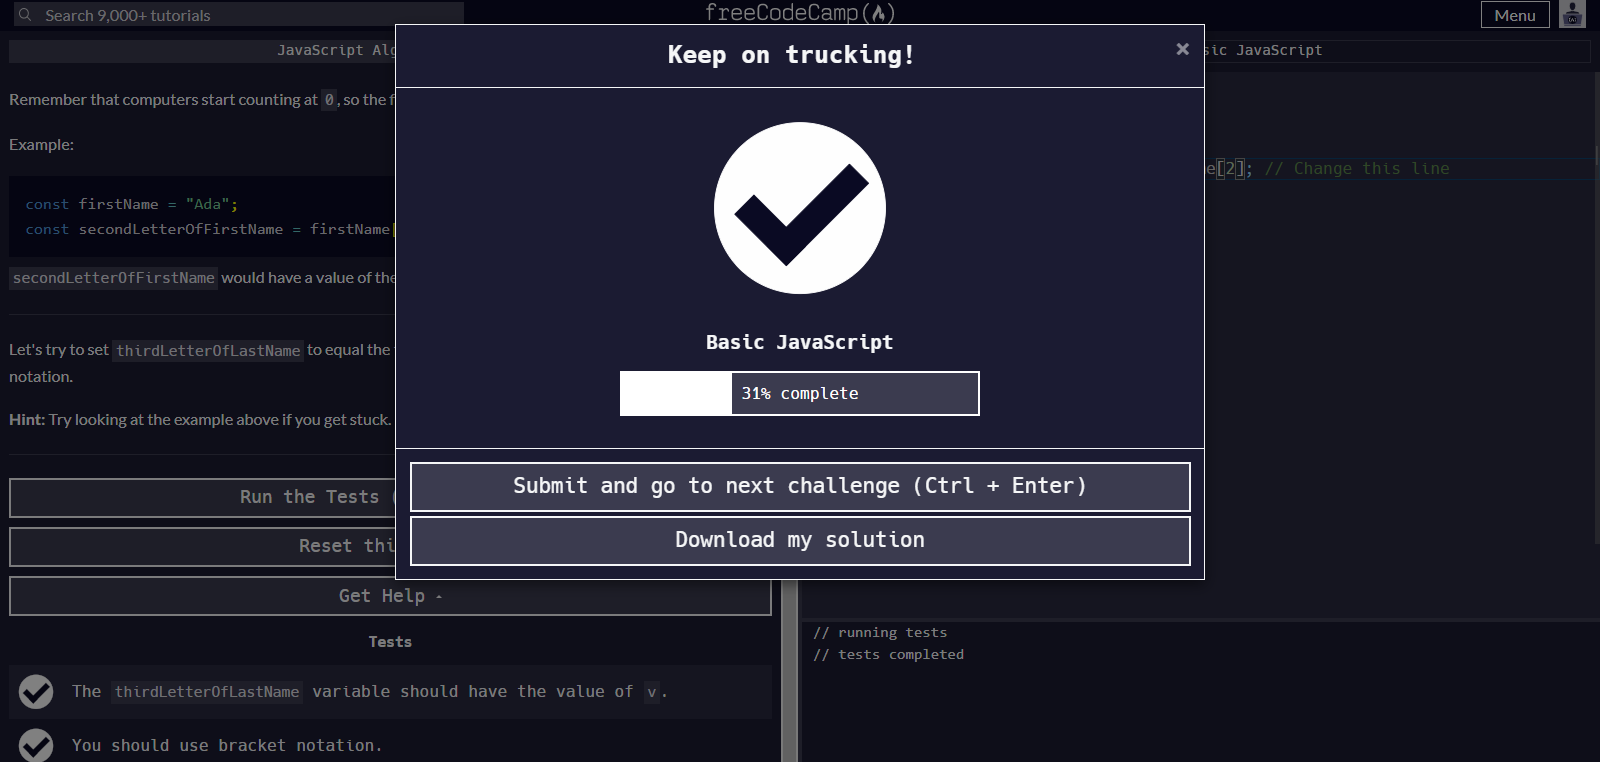 Search 9,000+ tutorials
freeCodeCamp
Menu
JavaScript Alg
sic JavaScript
Remember that computers start counting at 0, so the f
Example:
const firstName = "Ada";
const secondLetterOfFirstName = firstName[
secondLetterOfFirstName would have a value of the
Let's try to set thirdLetterOfLastName to equal the
notation.
Hint: Try looking at the example above if you get stuck.
Run the Tests (
Reset thi
Get Help
Tests
The thirdLetterOfLastName variable should have the value of v.
You should use bracket notation.
Keep on trucking!
×
Basic JavaScript
31% complete
Submit and go to next challenge (Ctrl + Enter)
Download my solution
e[2]; // Change this line
// running tests
// tests completed